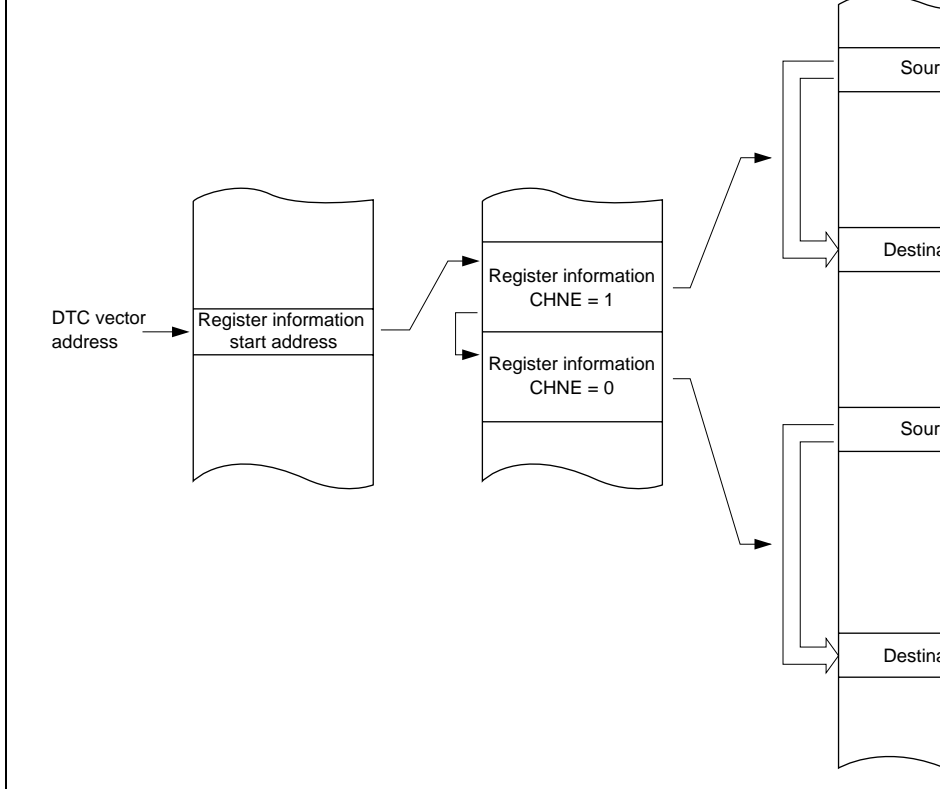 DTC vector
address
Register information
start address
Register information
CHNE = 1
Register information
CHNE = 0